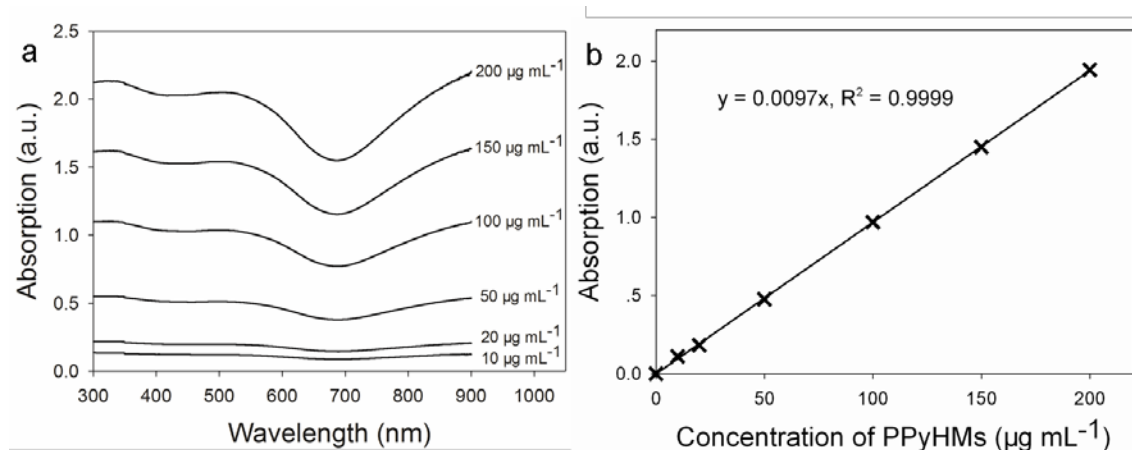 a
2.5
2.0
1.5
1.0
0.5
0.0
Absorption (a.u.)
200 µg mL⁻¹
150 µg mL⁻¹
100 µg mL⁻¹
50 µg mL⁻¹
20 µg mL⁻¹
10 µg mL⁻¹
300 400 500 600 700 800 900 1000
Wavelength (nm)
b
2.0
1.5
1.0
.5
0.0
Absorption (a.u.)
y = 0.0097x, R² = 0.9999
0 50 100 150 200
Concentration of PPyHMs (µg mL⁻¹)